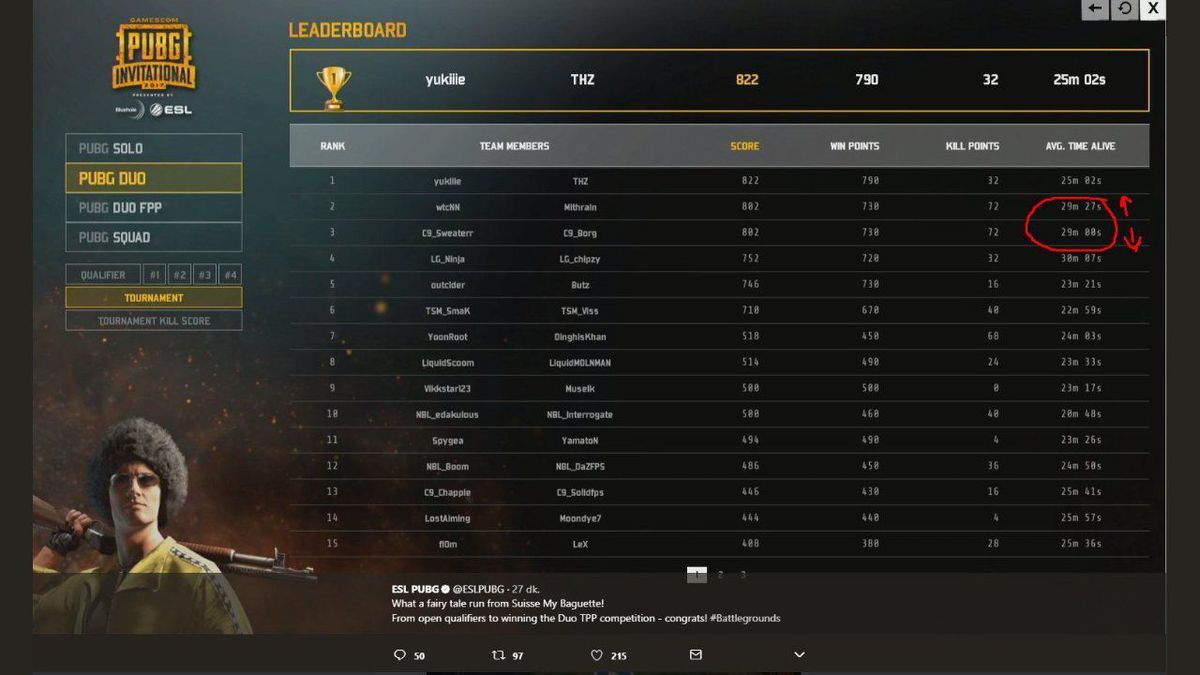 GAMESCOM
PUBG
INVITATIONAL
2017
PRESENTED BY
Bluehole ESL
PUBG SOLO
PUBG DUO
PUBG DUO FPP
PUBG SQUAD
QUALIFIER #1 #2 #3 #4
TOURNAMENT
TOURNAMENT KILL SCORE
LEADERBOARD
1 yukiiie THZ 822 790 32 25m 02s
RANK TEAM MEMBERS SCORE WIN POINTS KILL POINTS AVG. TIME ALIVE
1 yukiiie THZ 822 790 32 25m 02s
2 wtcNN Mithrain 802 730 72 29m 27s
3 C9_Sweaterr C9_Borg 802 730 72 29m 00s
4 LG_Ninja LG_chipzy 752 720 32 30m 07s
5 outcider Butz 746 730 16 23m 21s
6 TSM_SmaK TSM_Viss 710 670 40 22m 59s
7 YoonRoot DinghisKhan 518 450 68 24m 03s
8 LiquidScoom LiquidMOLNMAN 514 490 24 23m 33s
9 Vikkstar123 Muselk 500 500 0 23m 17s
10 NBL_edakulous NBL_Interrogate 500 460 40 20m 48s
11 Spygea YamatoN 494 490 4 23m 26s
12 NBL_Boom NBL_DaZFPS 486 450 36 24m 50s
13 C9_Chappie C9_Solidfps 446 430 16 25m 41s
14 LostAiming Moondye7 444 440 4 25m 57s
15 fl0m LeX 408 380 28 25m 36s
1 2 3
ESL PUBG @ESLPUBG · 27 dk.
What a fairy tale run from Suisse My Baguette!
From open qualifiers to winning the Duo TPP competition - congrats! #Battlegrounds
50 97 215